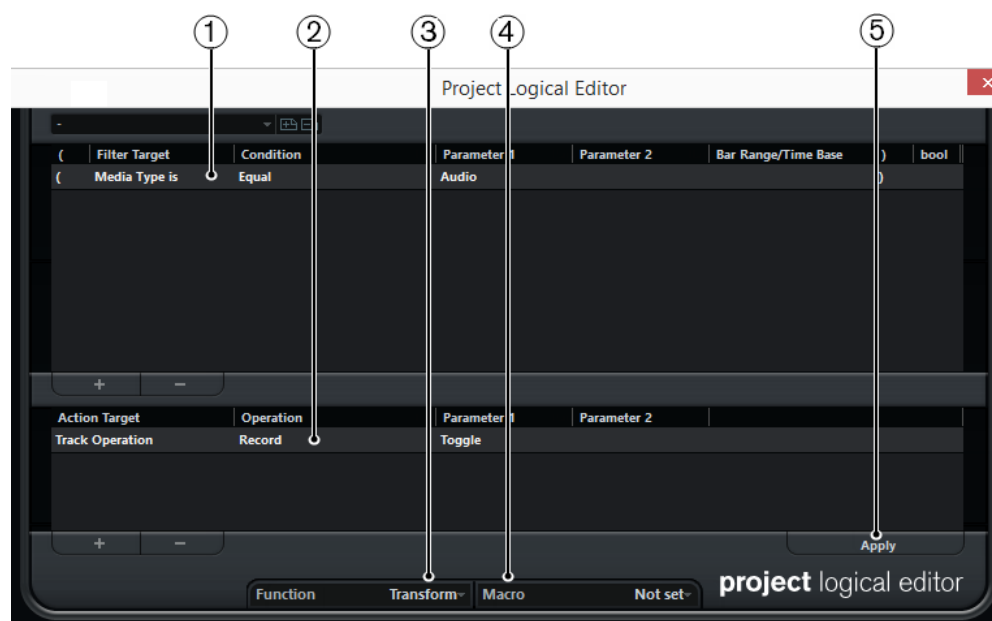 ① ② ③ ④ ⑤
Project Logical Editor
-
( Filter Target Condition Parameter 1 Parameter 2 Bar Range/Time Base ) bool
( Media Type is Equal Audio )
+ −
Action Target Operation Parameter 1 Parameter 2
Track Operation Record Toggle
+ − Apply
Function Transform Macro Not set project logical editor